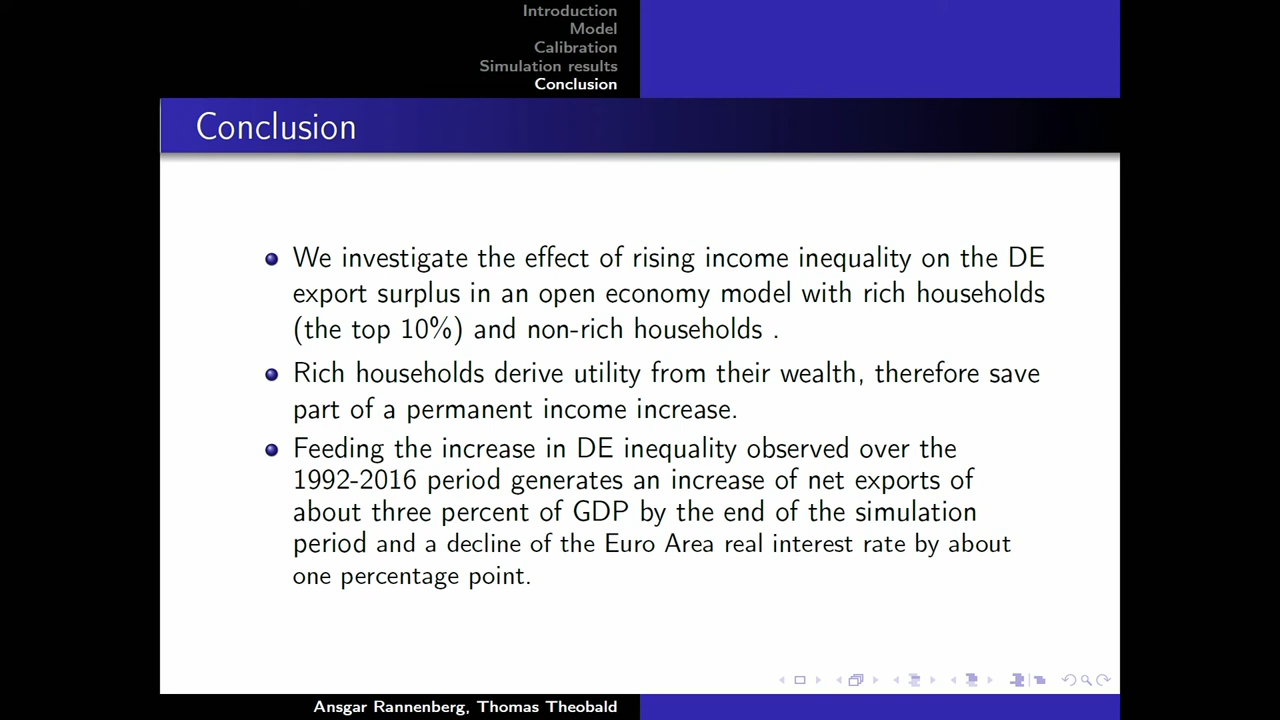 Introduction
Model
Calibration
Simulation results
Conclusion
Conclusion
We investigate the effect of rising income inequality on the DE
export surplus in an open economy model with rich households
(the top 10%) and non-rich households .
Rich households derive utility from their wealth, therefore save
part of a permanent income increase.
Feeding the increase in DE inequality observed over the
1992-2016 period generates an increase of net exports of
about three percent of GDP by the end of the simulation
period and a decline of the Euro Area real interest rate by about
one percentage point.
Ansgar Rannenberg, Thomas Theobald